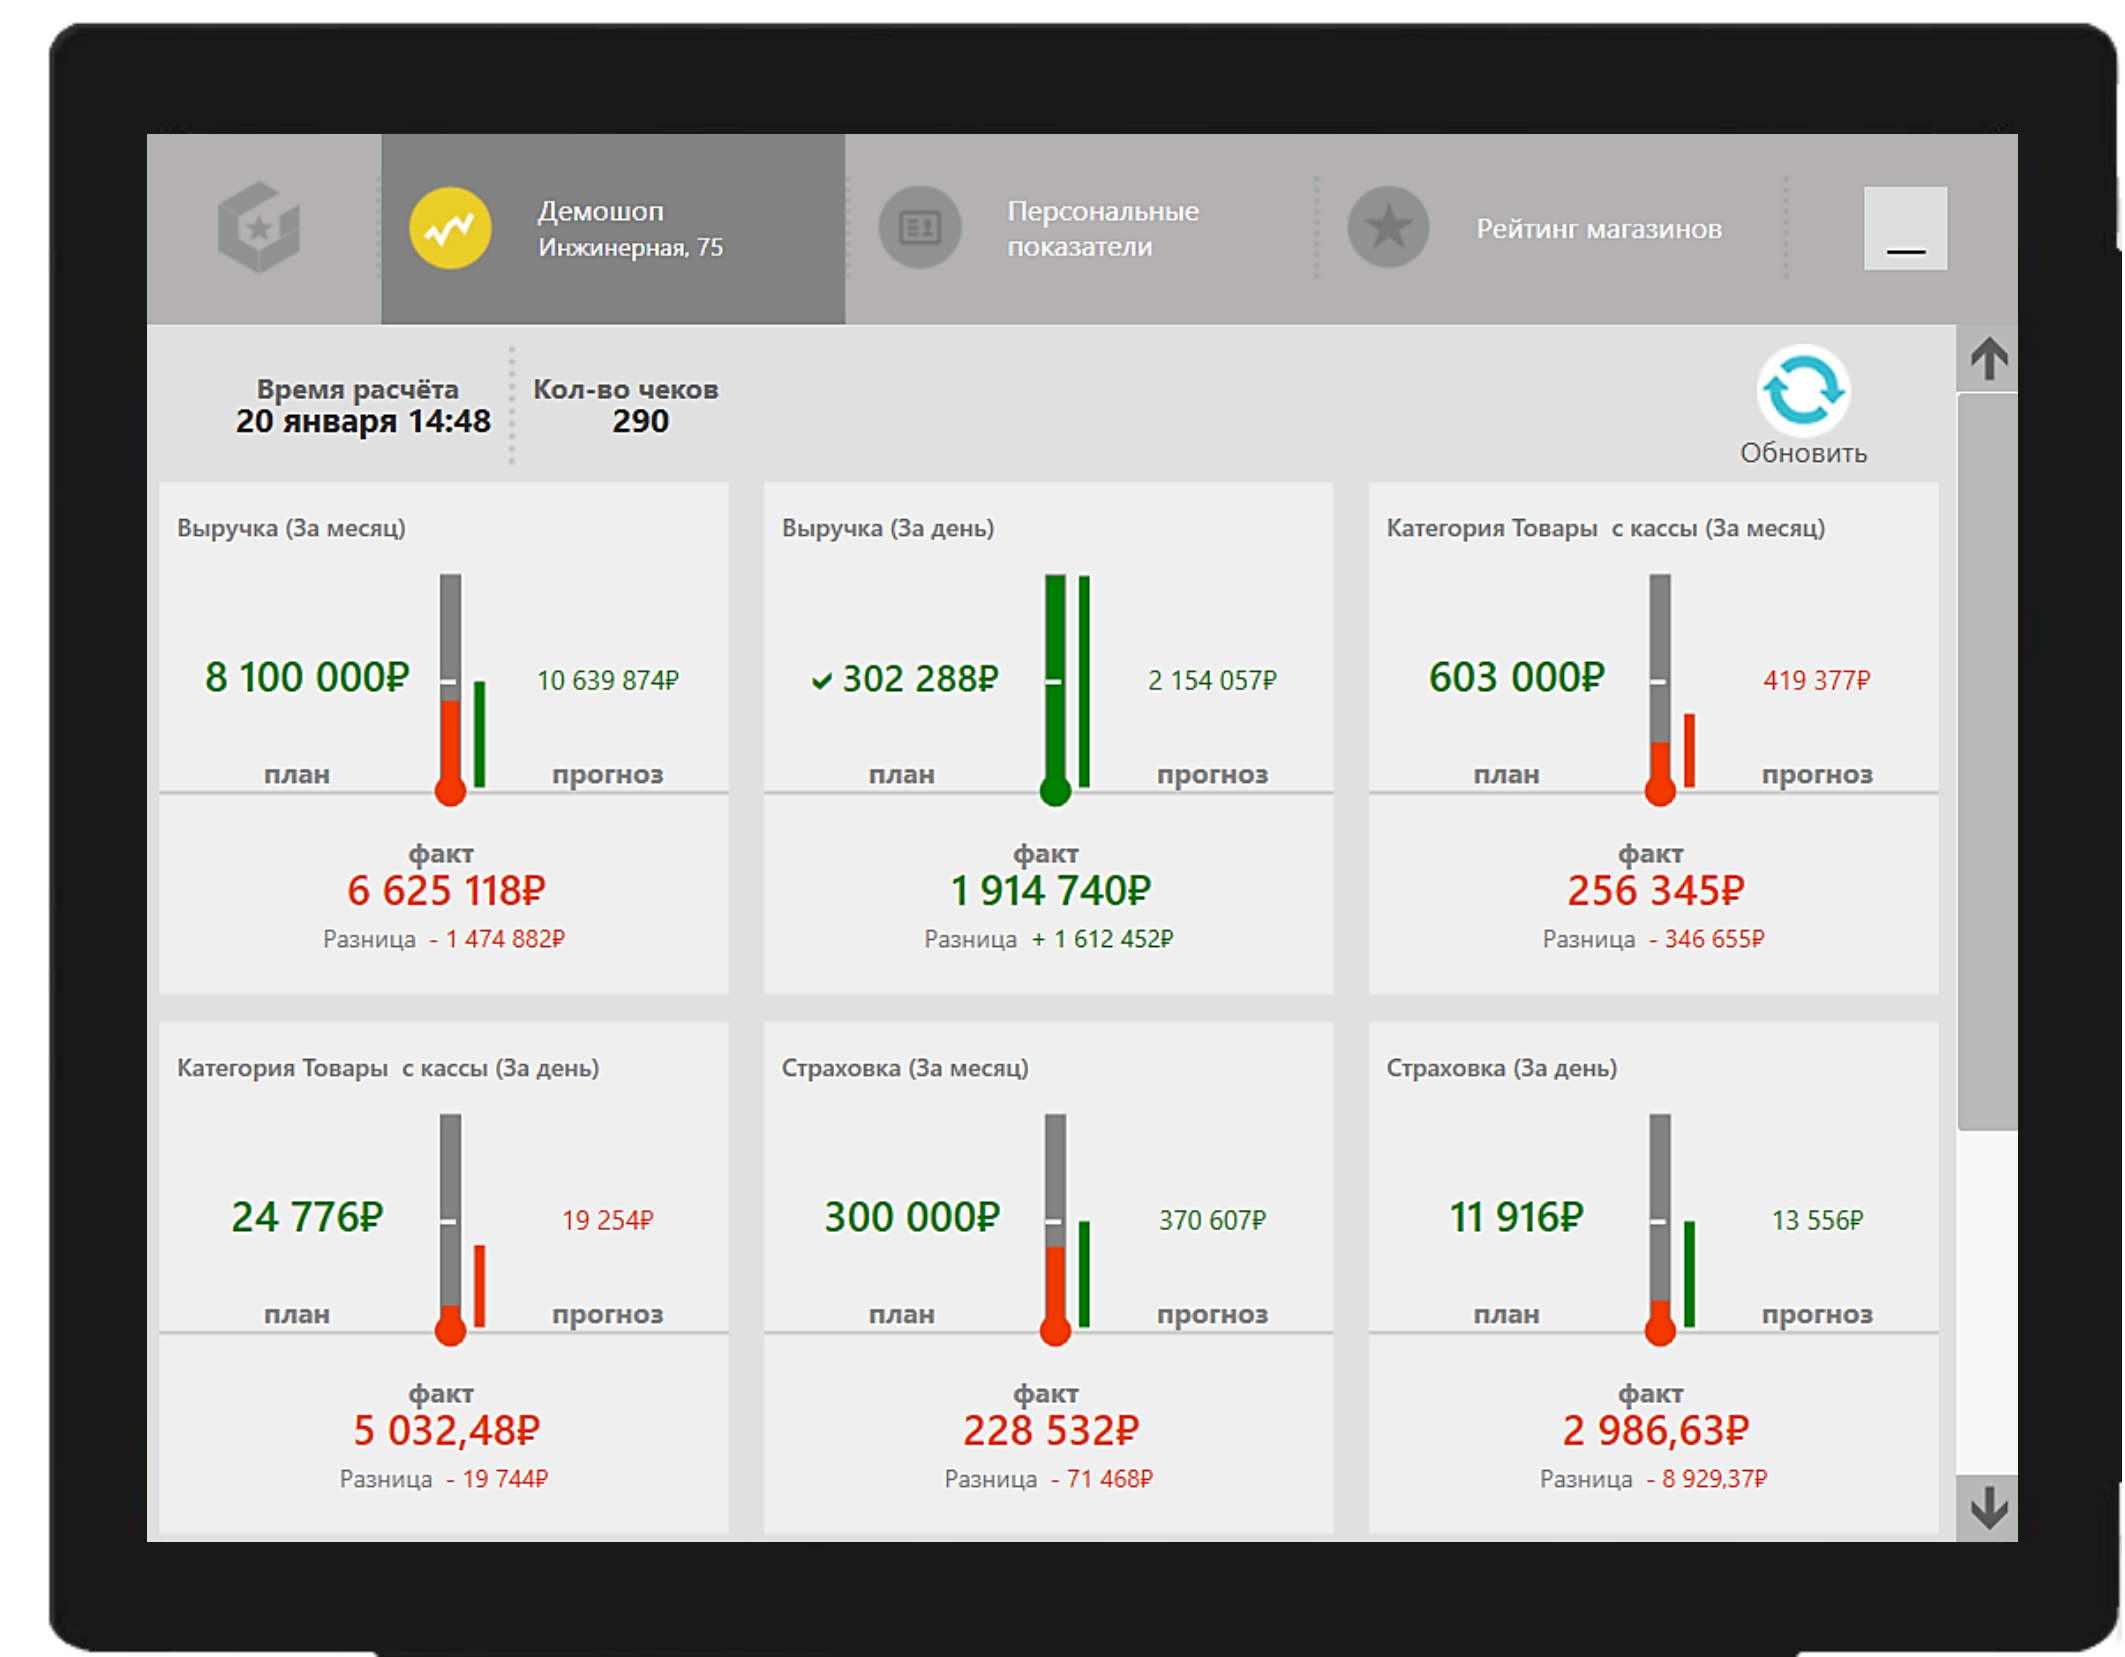 Демошоп
Инжинерная, 75
Персональные
показатели
Рейтинг магазинов
Время расчёта
20 января 14:48
Кол-во чеков
290
Обновить
Выручка (За месяц)
8 100 000₽
10 639 874₽
план
прогноз
факт
6 625 118₽
Разница - 1 474 882₽
Выручка (За день)
302 288₽
2 154 057₽
план
прогноз
факт
1 914 740₽
Разница + 1 612 452₽
Категория Товары с кассы (За месяц)
603 000₽
419 377₽
план
прогноз
факт
256 345₽
Разница - 346 655₽
Категория Товары с кассы (За день)
24 776₽
19 254₽
план
прогноз
факт
5 032,48₽
Разница - 19 744₽
Страховка (За месяц)
300 000₽
370 607₽
план
прогноз
факт
228 532₽
Разница - 71 468₽
Страховка (За день)
11 916₽
13 556₽
план
прогноз
факт
2 986,63₽
Разница - 8 929,37₽